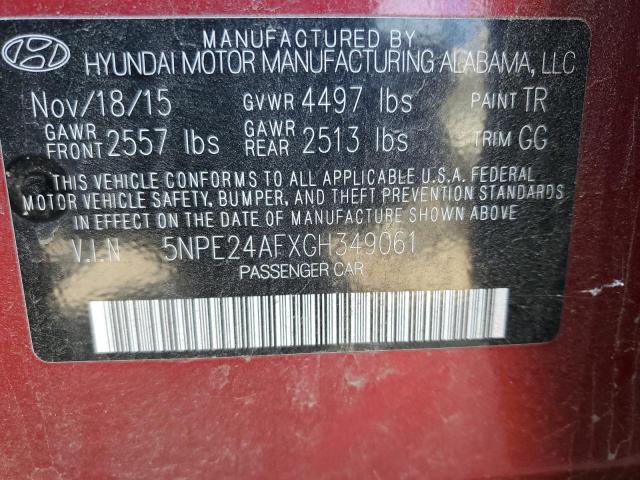 MANUFACTURED BY
HYUNDAI MOTOR MANUFACTURING ALABAMA, LLC
Nov/18/15 GVWR 4497 lbs PAINT TR
GAWR FRONT 2557 lbs GAWR REAR 2513 lbs TRIM GG
THIS VEHICLE CONFORMS TO ALL APPLICABLE U.S.A. FEDERAL
MOTOR VEHICLE SAFETY, BUMPER, AND THEFT PREVENTION STANDARDS
IN EFFECT ON THE DATE OF MANUFACTURE SHOWN ABOVE.
V.I.N 5NPE24AFXGH349061
PASSENGER CAR